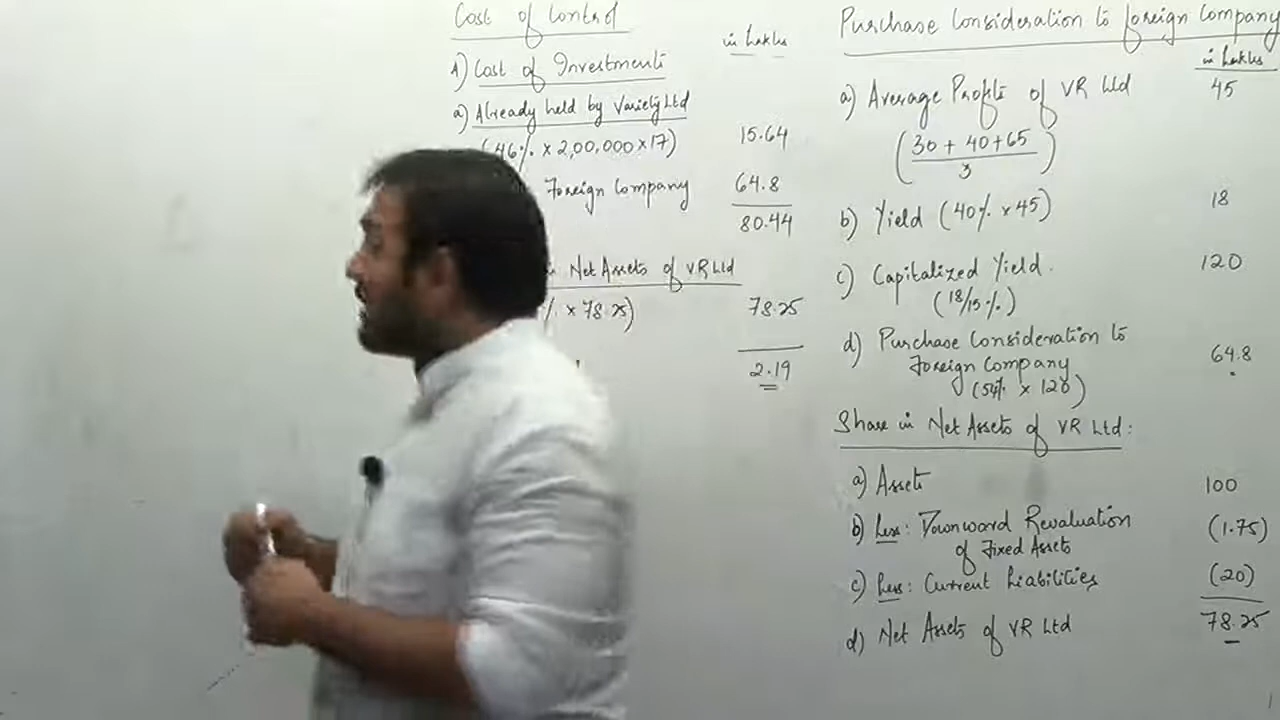 Cost of Control
in Lakhs
1) Cost of Investment
a) Already held by Variety Ltd
(46% x 2,00,000 x 17) 15.64
Foreign Company 64.8
80.44
Net Assets of VR Ltd
% x 78.25) 78.25
2.19
Purchase Consideration to Foreign Company
in Lakhs
a) Average Profits of VR Ltd 45
(30 + 40 + 65
3)
b) Yield (40% x 45) 18
c) Capitalized Yield. 120
(18/15%)
d) Purchase Consideration to
Foreign Company 64.8
(54% x 120)
Share in Net Assets of VR Ltd:
a) Assets 100
b) Less: Downward Revaluation (1.75)
of Fixed Assets
c) Less: Current Liabilities (20)
d) Net Assets of VR Ltd 78.25